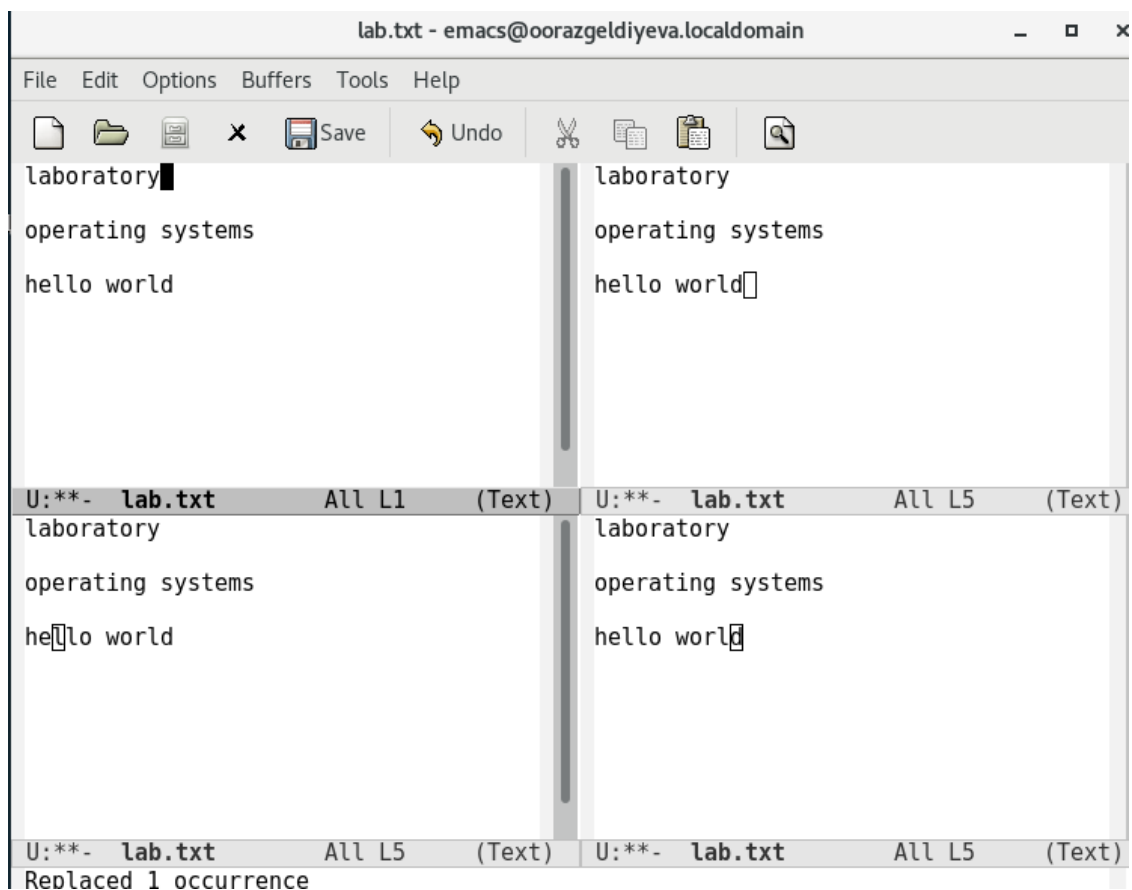 lab.txt - emacs@oorazgeldiyeva.localdomain
File Edit Options Buffers Tools Help
Save Undo
laboratory
operating systems
hello world
U:**- lab.txt All L1 (Text)
laboratory
operating systems
hello world
U:**- lab.txt All L5 (Text)
laboratory
operating systems
hello world
U:**- lab.txt All L5 (Text)
laboratory
operating systems
hello world
U:**- lab.txt All L5 (Text)
Replaced 1 occurrence